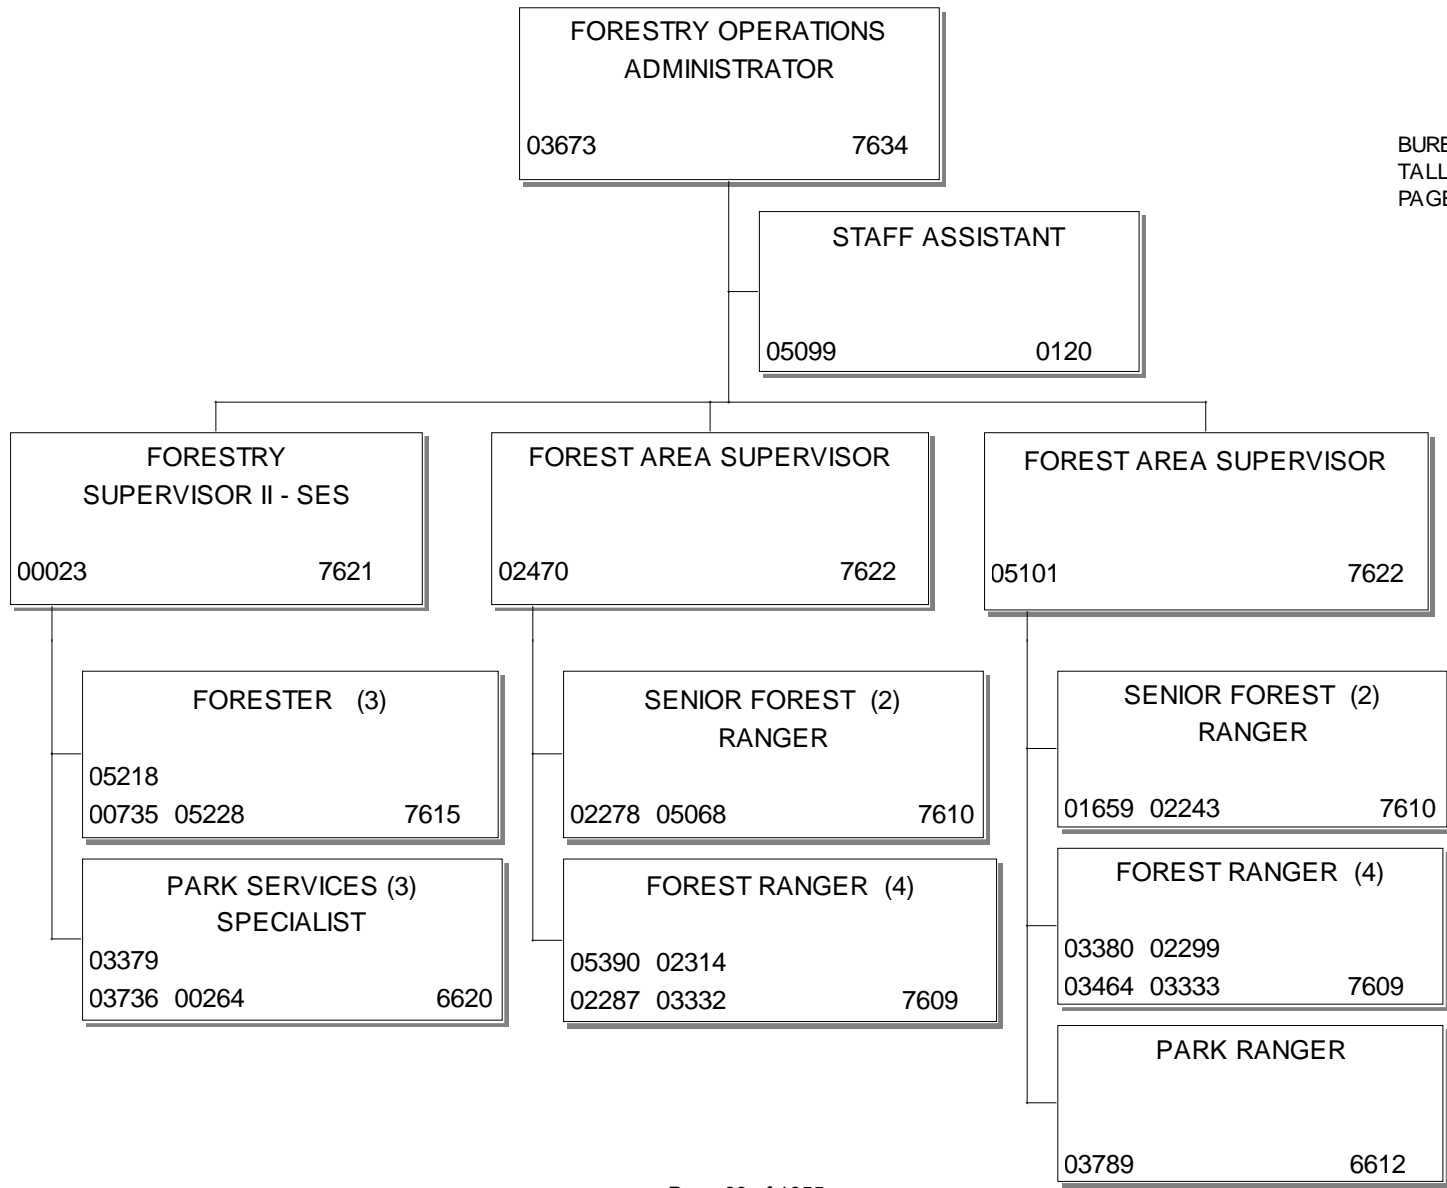 FORESTRY OPERATIONS
ADMINISTRATOR
03673 7634
STAFF ASSISTANT
05099 0120
FORESTRY
SUPERVISOR II - SES
00023 7621
FOREST AREA SUPERVISOR
02470 7622
FOREST AREA SUPERVISOR
05101 7622
FORESTER (3)
05218
00735 05228 7615
PARK SERVICES (3)
SPECIALIST
03379
03736 00264 6620
SENIOR FOREST (2)
RANGER
02278 05068 7610
FOREST RANGER (4)
05390 02314
02287 03332 7609
SENIOR FOREST (2)
RANGER
01659 02243 7610
FOREST RANGER (4)
03380 02299
03464 03333 7609
PARK RANGER
03789 6612
BURE
TALL
PAGE